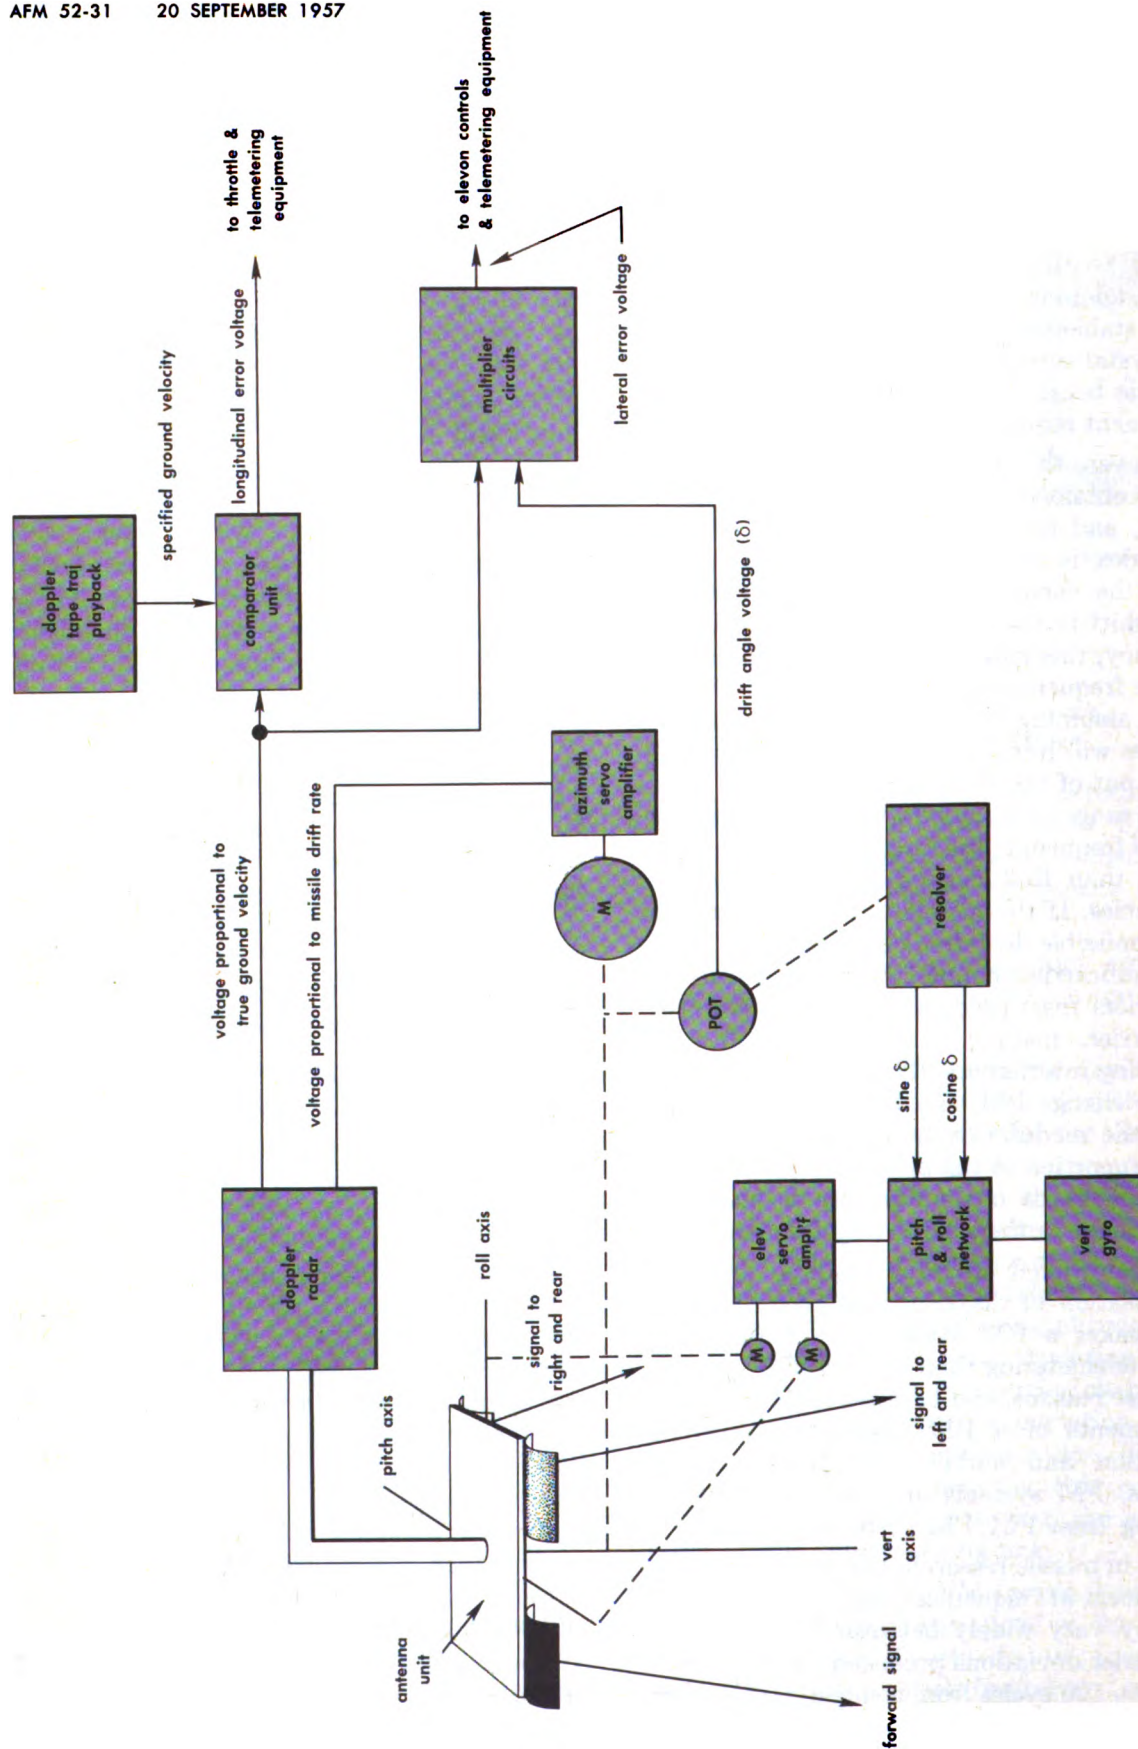 AFM 52-31 20 SEPTEMBER 1957
doppler
tape traj
playback
specified ground velocity
comparator
unit
longitudinal error voltage
to throttle &
telemetering
equipment
multiplier
circuits
to elevon controls
& telemetering equipment
lateral error voltage
voltage proportional to
true ground velocity
voltage proportional to missile drift rate
azimuth
servo
amplifier
M
drift angle voltage (δ)
POT
resolver
sine δ
cosine δ
doppler
radar
roll axis
signal to
right and rear
pitch axis
elev
servo
ampl'f
M
M
pitch
& roll
network
vert
gyro
signal to
left and rear
antenna
unit
vert
axis
forward signal